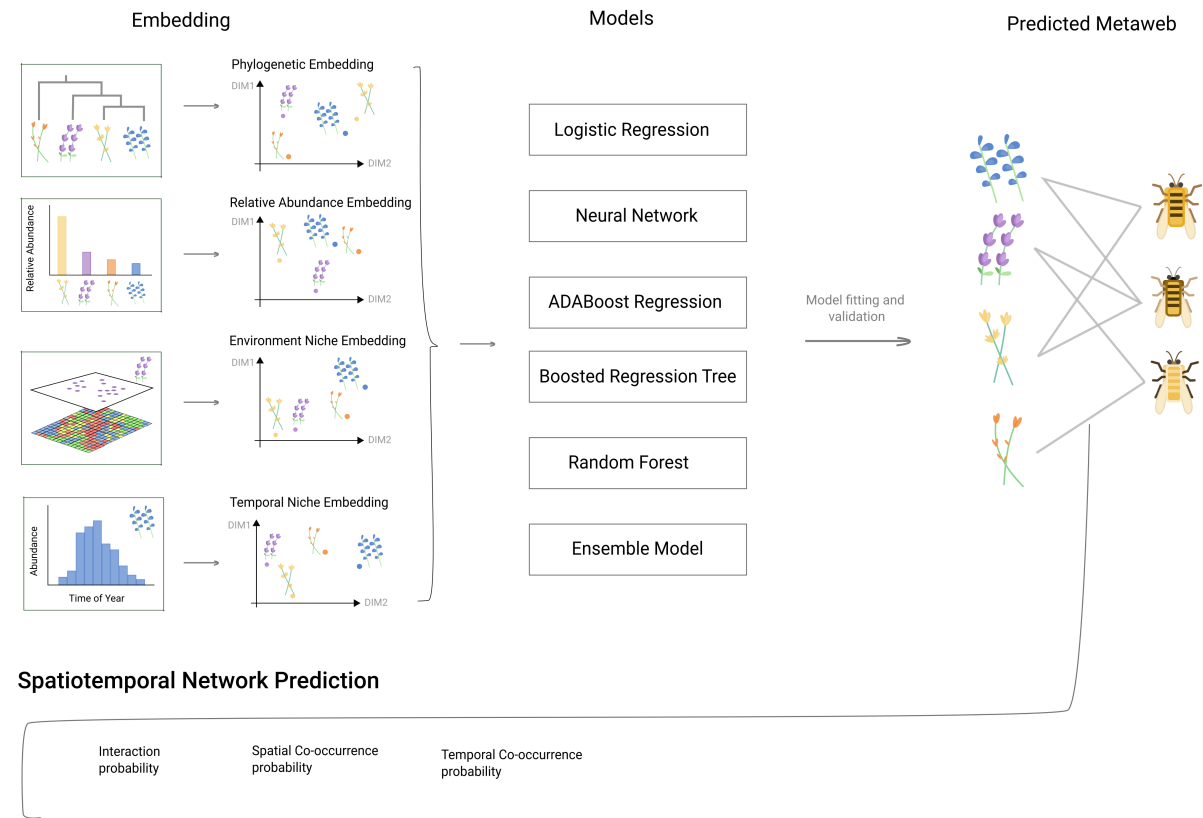 Embedding
Models
Predicted Metaweb
Phylogenetic Embedding
DIM1
DIM2
Relative Abundance
Relative Abundance Embedding
DIM1
DIM2
Environment Niche Embedding
DIM1
DIM2
Abundance
Time of Year
Temporal Niche Embedding
DIM1
DIM2
Logistic Regression
Neural Network
ADABoost Regression
Boosted Regression Tree
Random Forest
Ensemble Model
Model fitting and
validation
Spatiotemporal Network Prediction
Interaction
probability
Spatial Co-occurrence
probability
Temporal Co-occurrence
probability